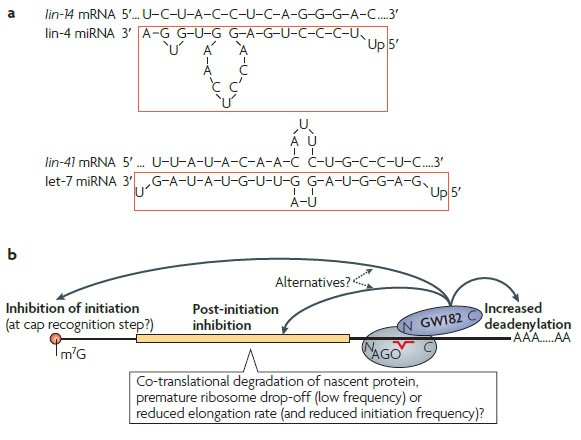 a
lin-14 mRNA 5′... U-C-U-A-C-C-U-C-A-G-G-G-A-C....3′
lin-4 miRNA 3′ A-G G-U-G G-A-G-U-C-C-C-U Up 5′
U A A
A C
C C
U
A U U
lin-41 mRNA 5′ ... U-U-A-U-A-C-A-A-C C-U-G-C-C-U-C....3′
let-7 miRNA 3′ U G-A-U-A-U-G-U-U-G G-A-U-G-G-A-G Up 5′
A-U
b
Alternatives?
Inhibition of initiation
(at cap recognition step?)
Post-initiation
inhibition
Increased
deadenylation
N GW182 C
N AGO C
AAA.....AA
m7G
Co-translational degradation of nascent protein,
premature ribosome drop-off (low frequency) or
reduced elongation rate (and reduced initiation frequency)?